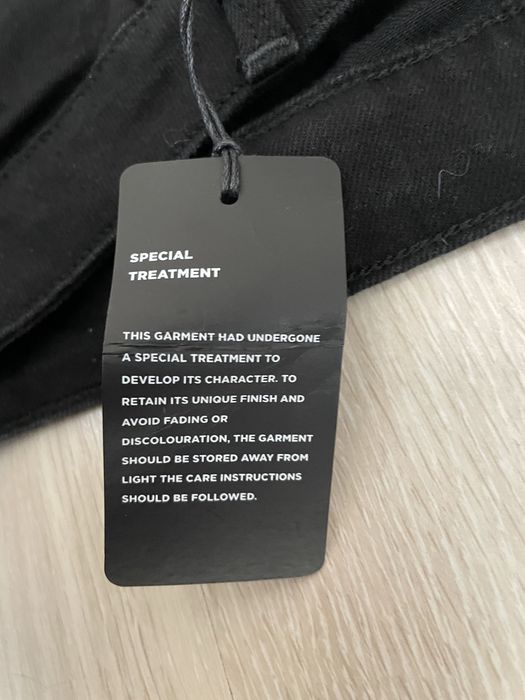 SPECIAL
TREATMENT
THIS GARMENT HAD UNDERGONE
A SPECIAL TREATMENT TO
DEVELOP ITS CHARACTER. TO
RETAIN ITS UNIQUE FINISH AND
AVOID FADING OR
DISCOLOURATION, THE GARMENT
SHOULD BE STORED AWAY FROM
LIGHT THE CARE INSTRUCTIONS
SHOULD BE FOLLOWED.